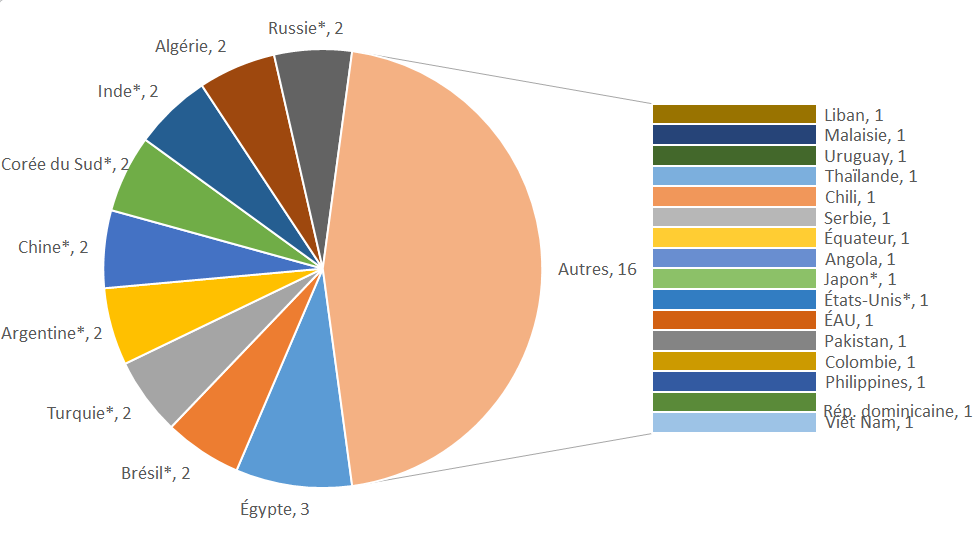 Russie*, 2
Algérie, 2
Inde*, 2
Corée du Sud*, 2
Chine*, 2
Argentine*, 2
Turquie*, 2
Brésil*, 2
Égypte, 3
Autres, 16
Liban, 1
Malaisie, 1
Uruguay, 1
Thaïlande, 1
Chili, 1
Serbie, 1
Équateur, 1
Angola, 1
Japon*, 1
États-Unis*, 1
ÉAU, 1
Pakistan, 1
Colombie, 1
Philippines, 1
Rép. dominicaine, 1
Viet Nam, 1